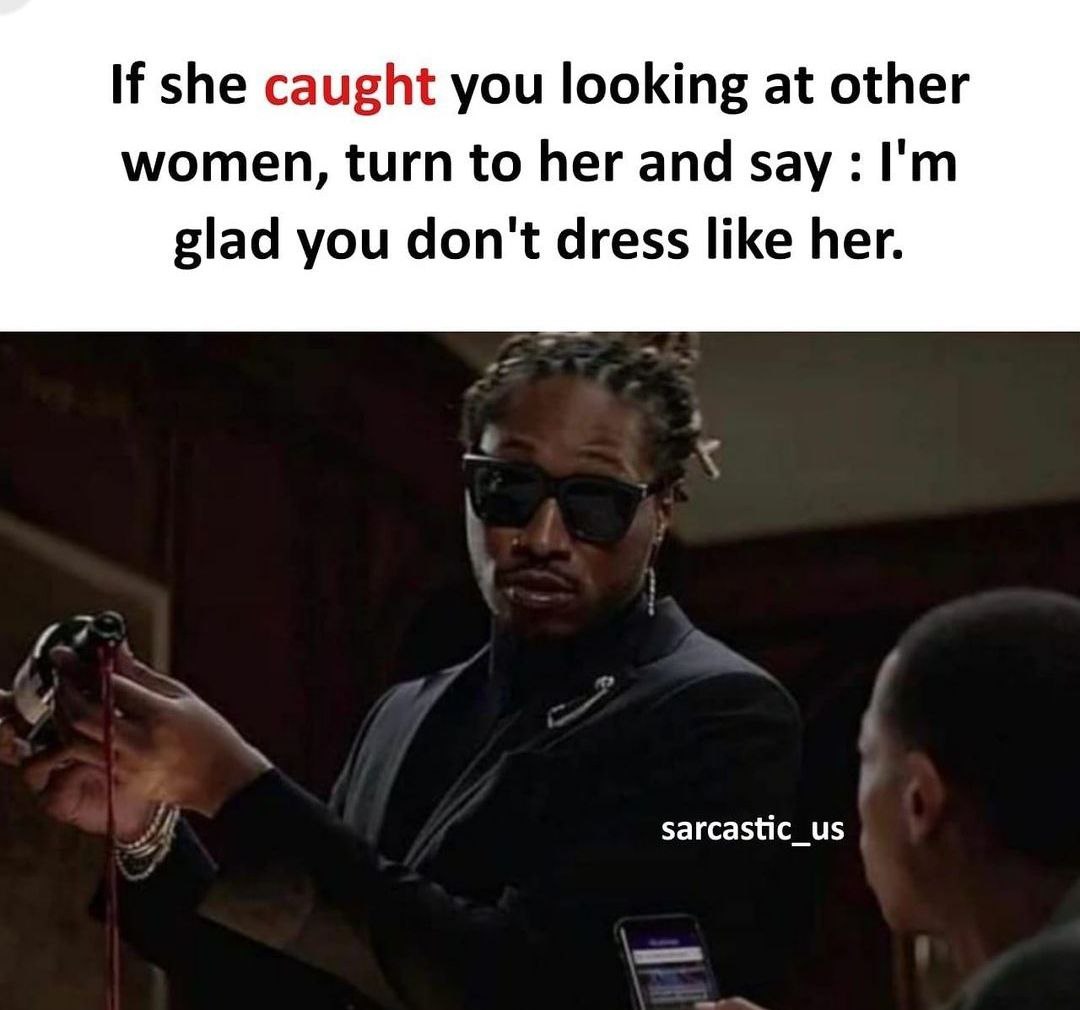 If she caught you looking at other
women, turn to her and say : I'm
glad you don't dress like her.
sarcastic_us